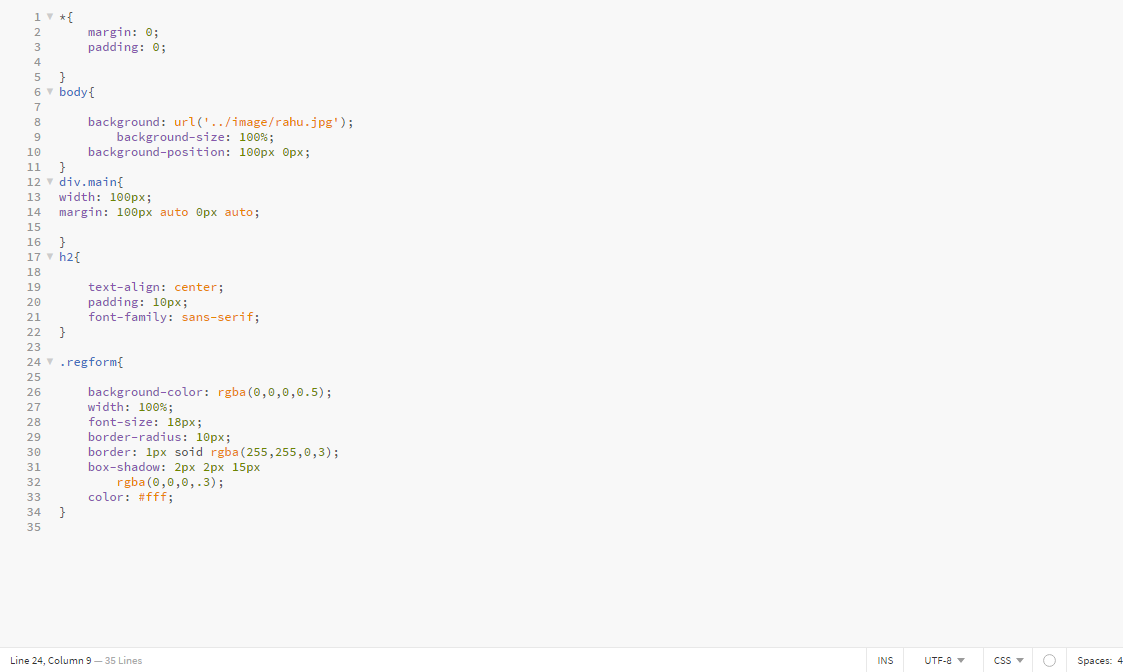 1 *{
2 margin: 0;
3 padding: 0;
4
5 }
6 body{
7
8 background: url('../image/rahu.jpg');
9 background-size: 100%;
10 background-position: 100px 0px;
11 }
12 div.main{
13 width: 100px;
14 margin: 100px auto 0px auto;
15
16 }
17 h2{
18
19 text-align: center;
20 padding: 10px;
21 font-family: sans-serif;
22 }
23
24 .regform{
25
26 background-color: rgba(0,0,0,0.5);
27 width: 100%;
28 font-size: 18px;
29 border-radius: 10px;
30 border: 1px soid rgba(255,255,0,3);
31 box-shadow: 2px 2px 15px
32 rgba(0,0,0,.3);
33 color: #fff;
34 }
35
Line 24, Column 9 — 35 Lines INS UTF-8 CSS Spaces: 4